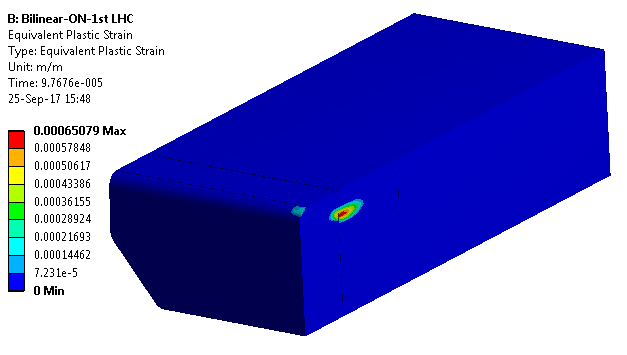 B: Bilinear-ON-1st LHC
Equivalent Plastic Strain
Type: Equivalent Plastic Strain
Unit: m/m
Time: 9.7676e-005
25-Sep-17 15:48
0.00065079 Max
0.00057848
0.00050617
0.00043386
0.00036155
0.00028924
0.00021693
0.00014462
7.231e-5
0 Min